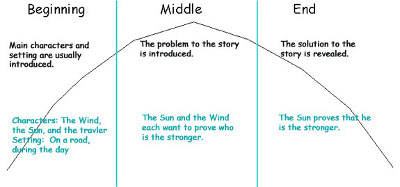 Beginning
Middle
End
Main characters and
setting are usually
introduced.
The problem to the story
is introduced.
The solution to the
story is revealed.
Characters: The Wind,
the Sun, and the travler
Setting: On a road,
during the day
The Sun and the Wind
each want to prove who
is the stronger.
The Sun proves that he
is the stronger.